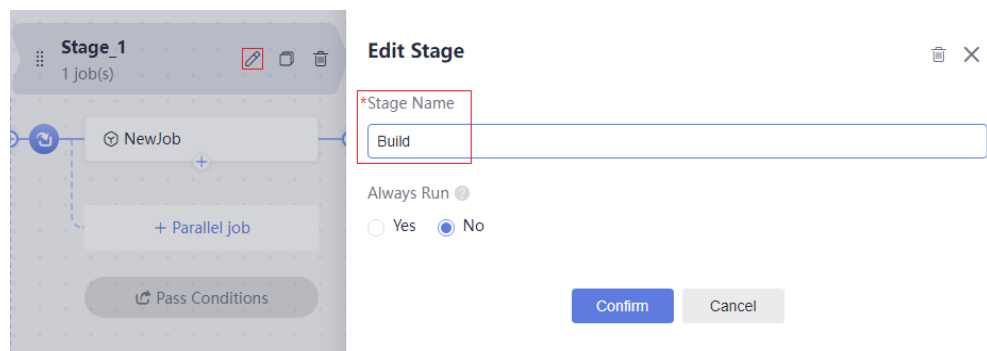 Stage_1
1 job(s)
NewJob
+ Parallel job
Pass Conditions
Edit Stage
*Stage Name
Build
Always Run ?
Yes No
Confirm Cancel